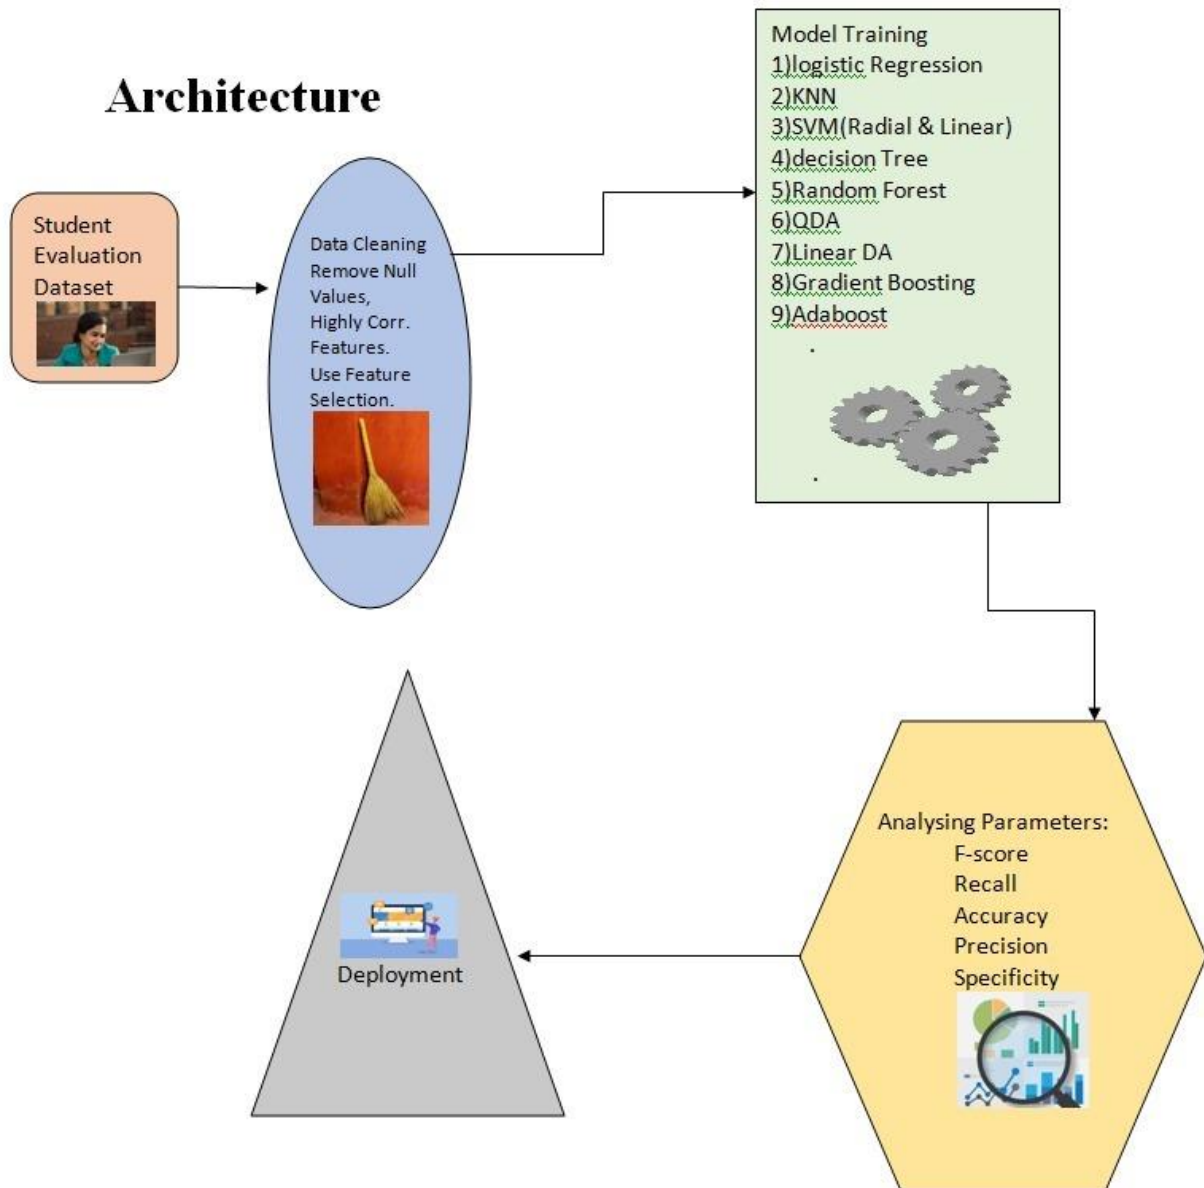 Architecture
Student
Evaluation
Dataset
Data Cleaning
Remove Null
Values,
Highly Corr.
Features.
Use Feature
Selection.
Model Training
1)logistic Regression
2)KNN
3)SVM(Radial & Linear)
4)decision Tree
5)Random Forest
6)QDA
7)Linear DA
8)Gradient Boosting
9)Adaboost
.
.
Analysing Parameters:
F-score
Recall
Accuracy
Precision
Specificity
Deployment